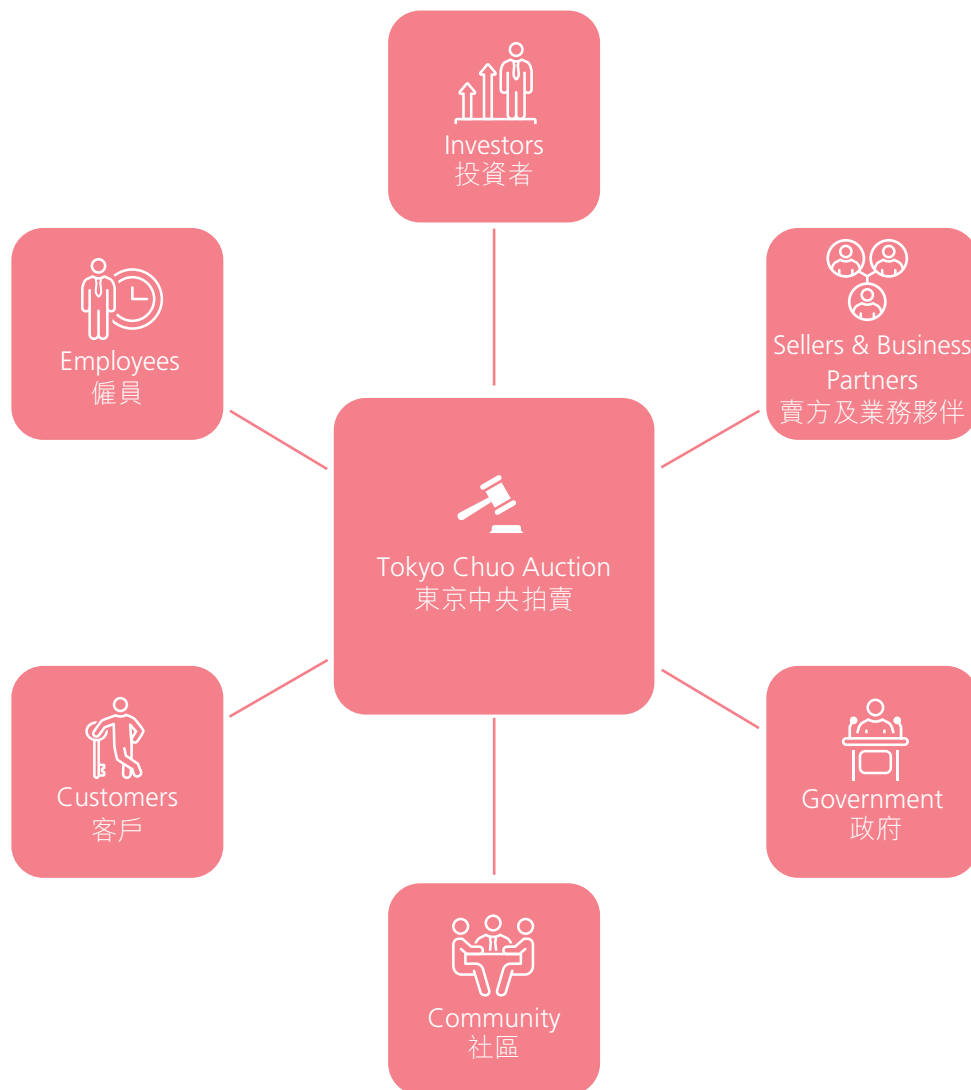 Investors
投資者
Employees
僱員
Sellers & Business
Partners
賣方及業務夥伴
Tokyo Chuo Auction
東京中央拍賣
Customers
客戶
Government
政府
Community
社區